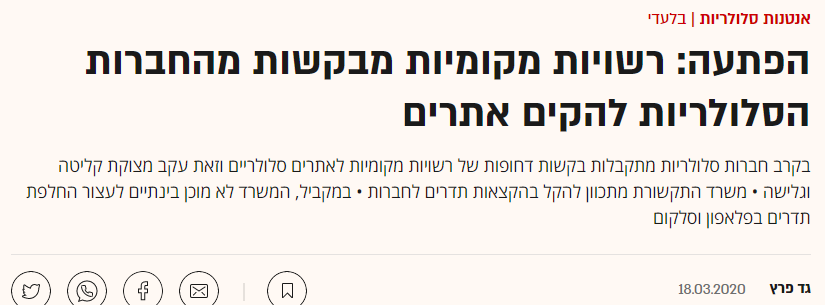 אנטנות סלולריות | בלעדי
הפתעה: רשויות מקומיות מבקשות מהחברות
הסלולריות להקים אתרים
בקרב חברות סלולריות מתקבלות בקשות דחופות של רשויות מקומיות לאתרים סלולריים וזאת עקב מצוקת קליטה
וגלישה • משרד התקשורת מתכוון להקל בהקצאות תדרים לחברות • במקביל, המשרד לא מוכן בינתיים לעצור החלפת
תדרים בפלאפון וסלקום
גד פרץ 18.03.2020